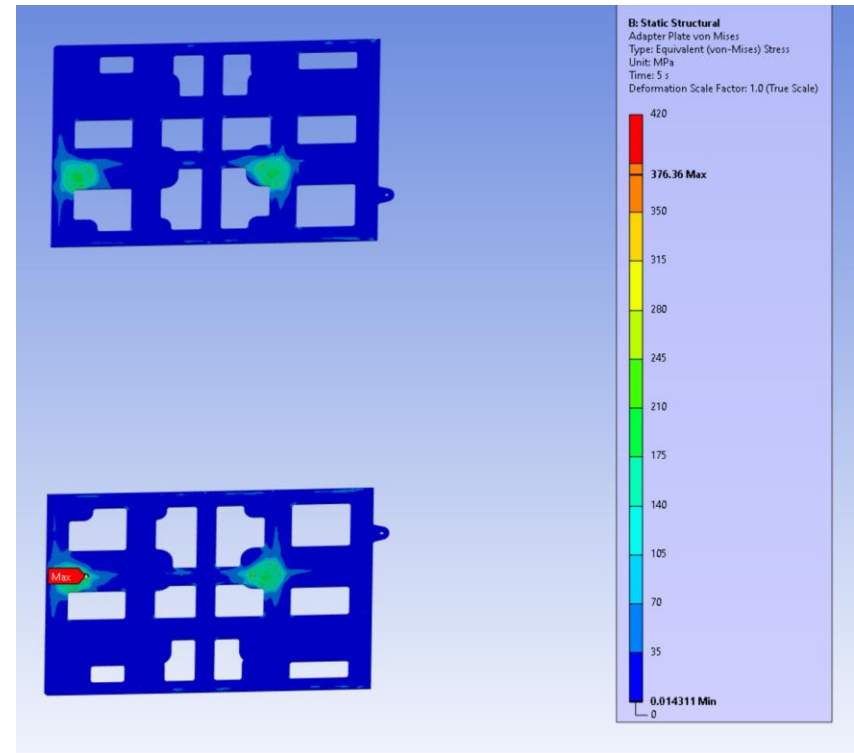 B: Static Structural
Adapter Plate von Mises
Type: Equivalent (von-Mises) Stress
Unit: MPa
Time: 5 s
Deformation Scale Factor: 1.0 (True Scale)
420
376.36 Max
350
315
280
245
210
175
140
105
70
35
0.014311 Min
0
Max